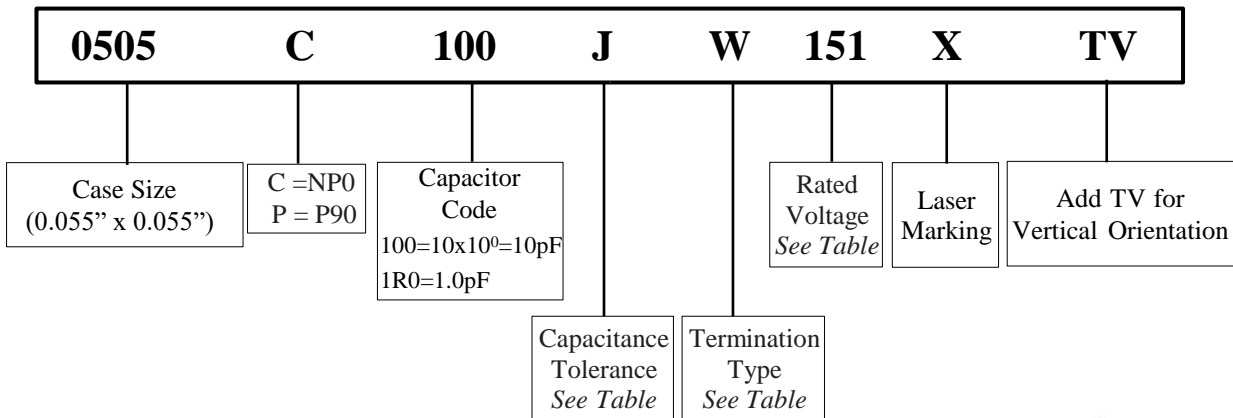 0505 C 100 J W 151 X TV
Case Size
(0.055” x 0.055”)
C =NP0
P = P90
Capacitor
Code
100=10x10⁰=10pF
1R0=1.0pF
Capacitance
Tolerance
See Table
Termination
Type
See Table
Rated
Voltage
See Table
Laser
Marking
Add TV for
Vertical Orientation